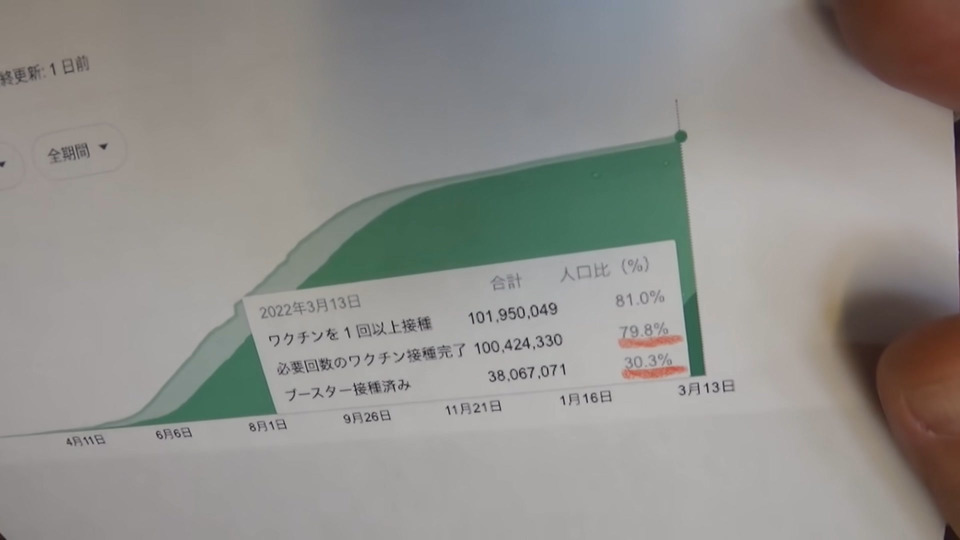 終更新: 1 日前
全期間
合計 人口比 (%)
2022年3月13日
ワクチンを 1 回以上接種 101,950,049 81.0%
必要回数のワクチン接種完了 100,424,330 79.8%
ブースター接種済み 38,067,071 30.3%
4月11日 6月6日 8月1日 9月26日 11月21日 1月16日 3月13日